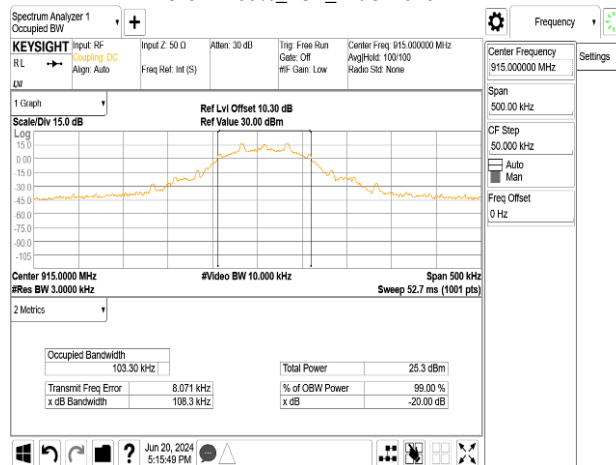 Spectrum Analyzer 1
Occupied BW
Frequency
KEYSIGHT
RL
Input: RF
Coupling: DC
Align: Auto
Input Z: 50 Ω
Freq Ref: Int (S)
Atten: 30 dB
Trig: Free Run
Gate: Off
#IF Gain: Low
Center Freq: 915.000000 MHz
Avg|Hold: 100/100
Radio Std: None
LXI
Center Frequency
915.000000 MHz
Settings
Span
500.00 kHz
CF Step
50.000 kHz
Auto
Man
Freq Offset
0 Hz
1 Graph
Scale/Div 15.0 dB
Ref Lvl Offset 10.30 dB
Ref Value 30.00 dBm
Log
15.0
0.00
-15.0
-30.0
-45.0
-60.0
-75.0
-90.0
-105
Center 915.0000 MHz
#Res BW 3.0000 kHz
#Video BW 10.000 kHz
Span 500 kHz
Sweep 52.7 ms (1001 pts)
2 Metrics
Occupied Bandwidth
103.30 kHz
Transmit Freq Error 8.071 kHz
x dB Bandwidth 108.3 kHz
Total Power 25.3 dBm
% of OBW Power 99.00 %
x dB -20.00 dB
Jun 20, 2024
5:15:49 PM